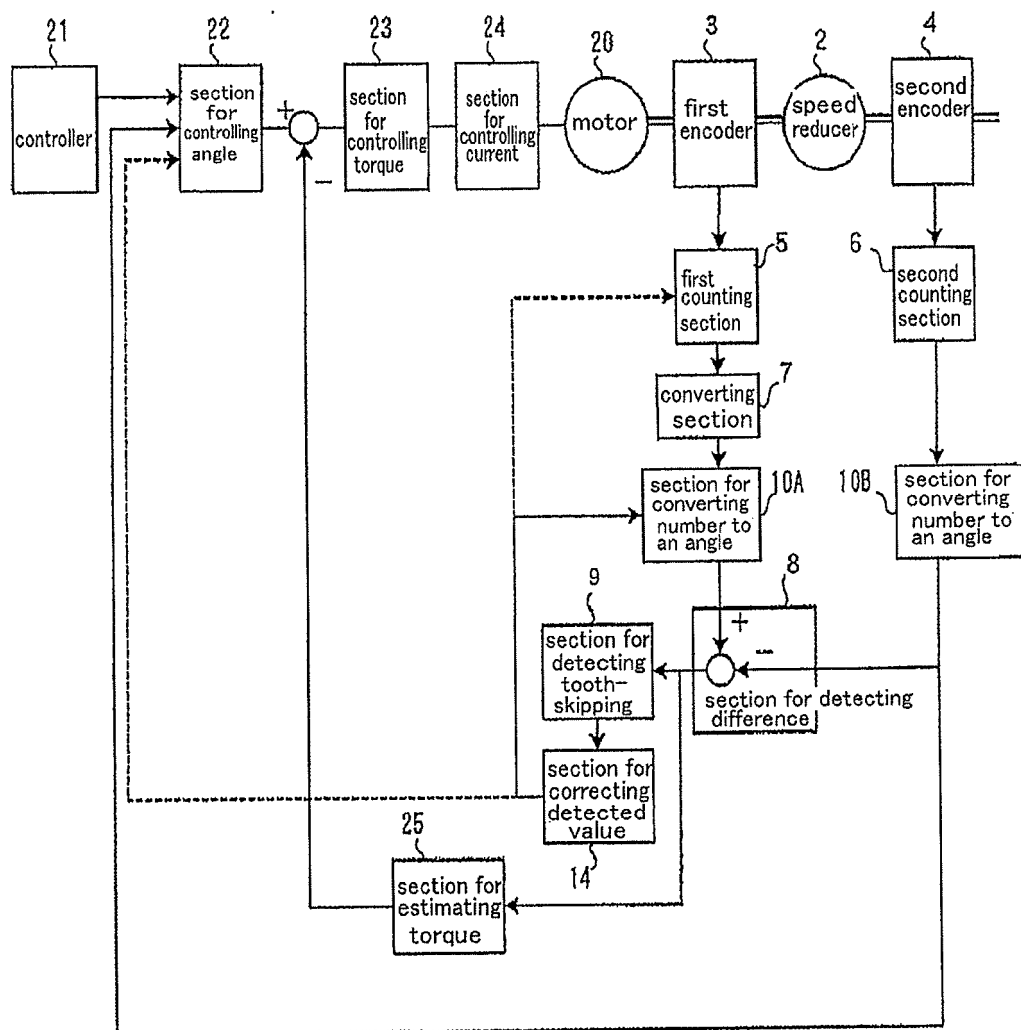 21
22
23
24
20
3
2
4
controller
section
for
controlling
angle
+
−
section
for
controlling
torque
section
for
controlling
current
motor
first
encoder
speed
reducer
second
encoder
5
first
counting
section
6
second
counting
section
7
converting
section
10A
section for
converting
number to
an angle
10B
section for
converting
number to
an angle
8
+
--
section for detecting
difference
9
section for
detecting
tooth-
skipping
section for
correcting
detected
value
14
25
section for
estimating
torque